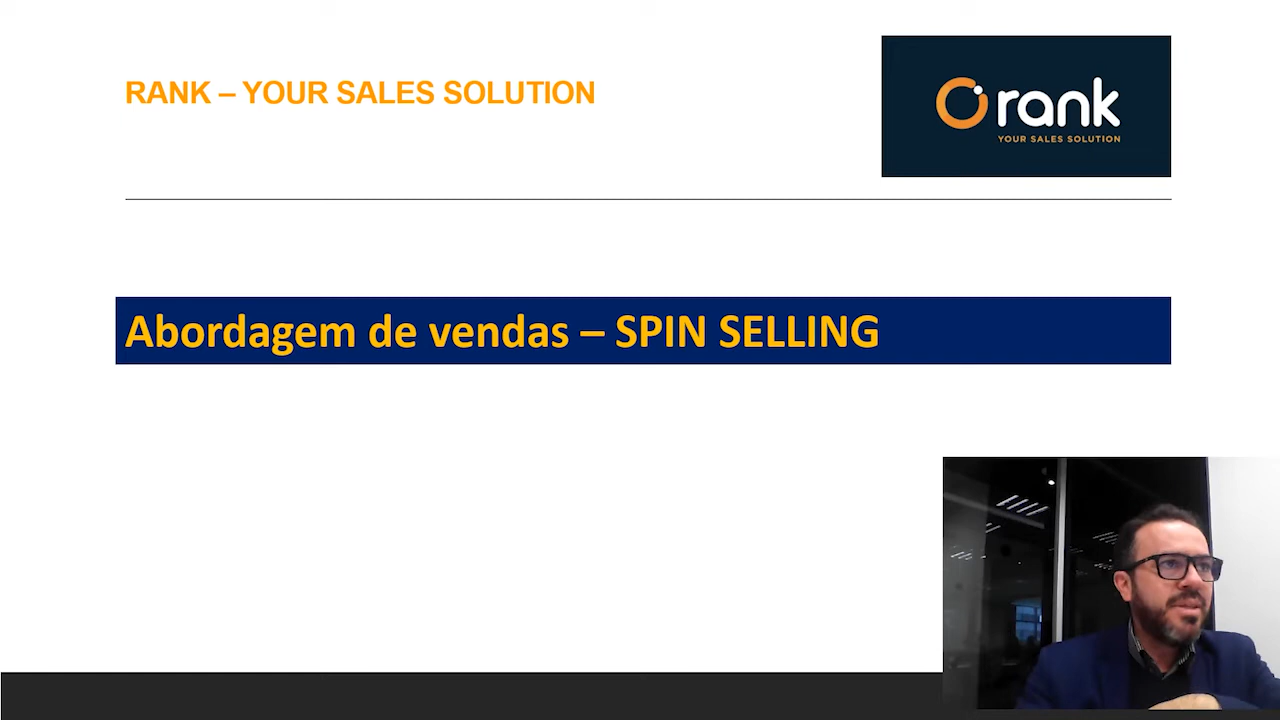 RANK – YOUR SALES SOLUTION
rank
YOUR SALES SOLUTION
Abordagem de vendas – SPIN SELLING